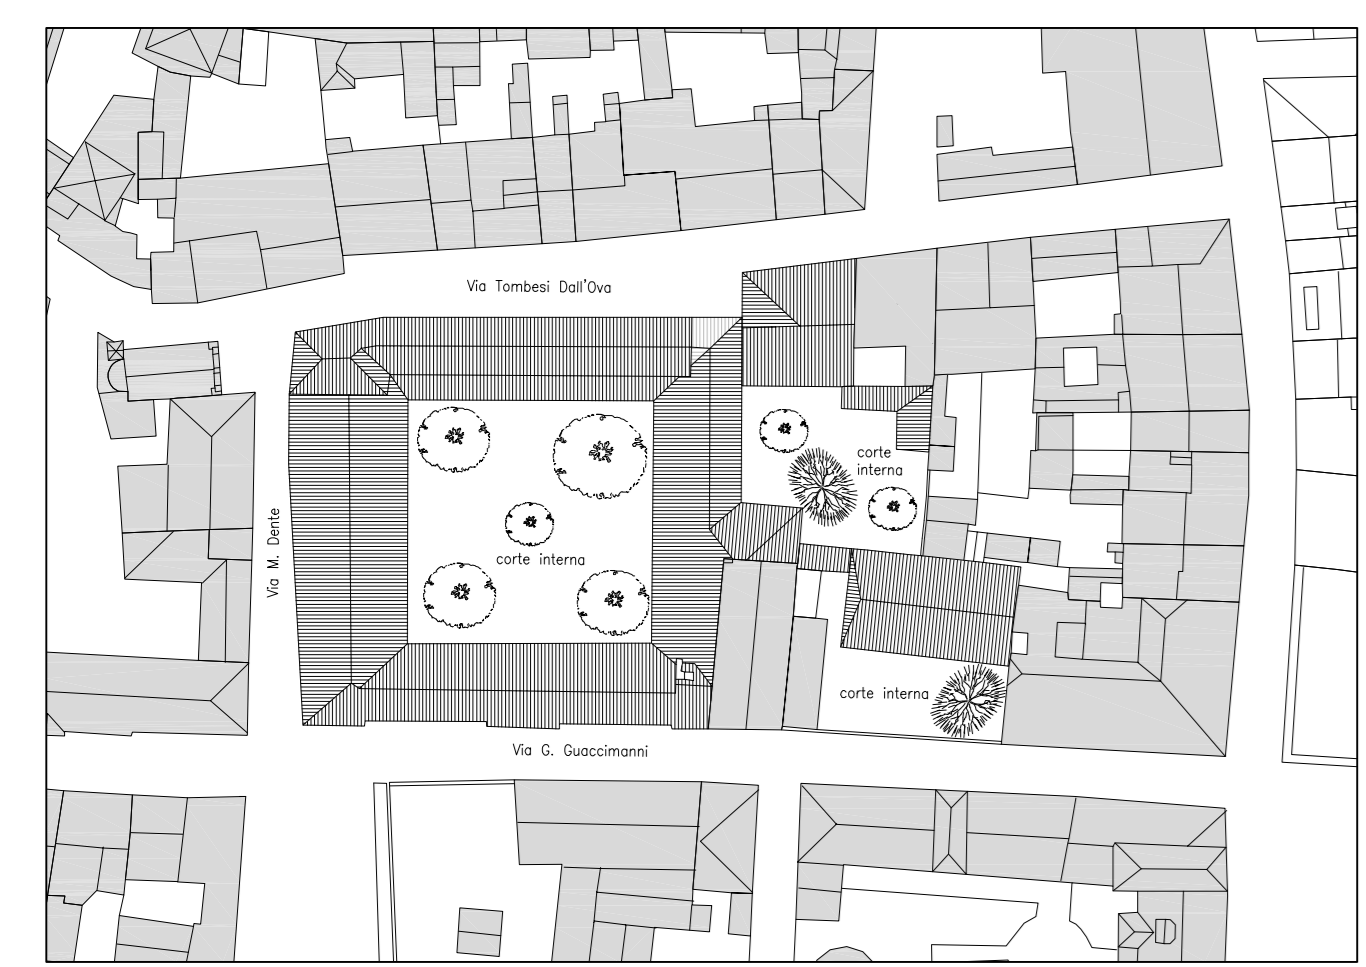 Via Tombesi Dall'Ova
corte
interna
Via M. Dente
corte interna
corte interna
Via G. Guaccimanni